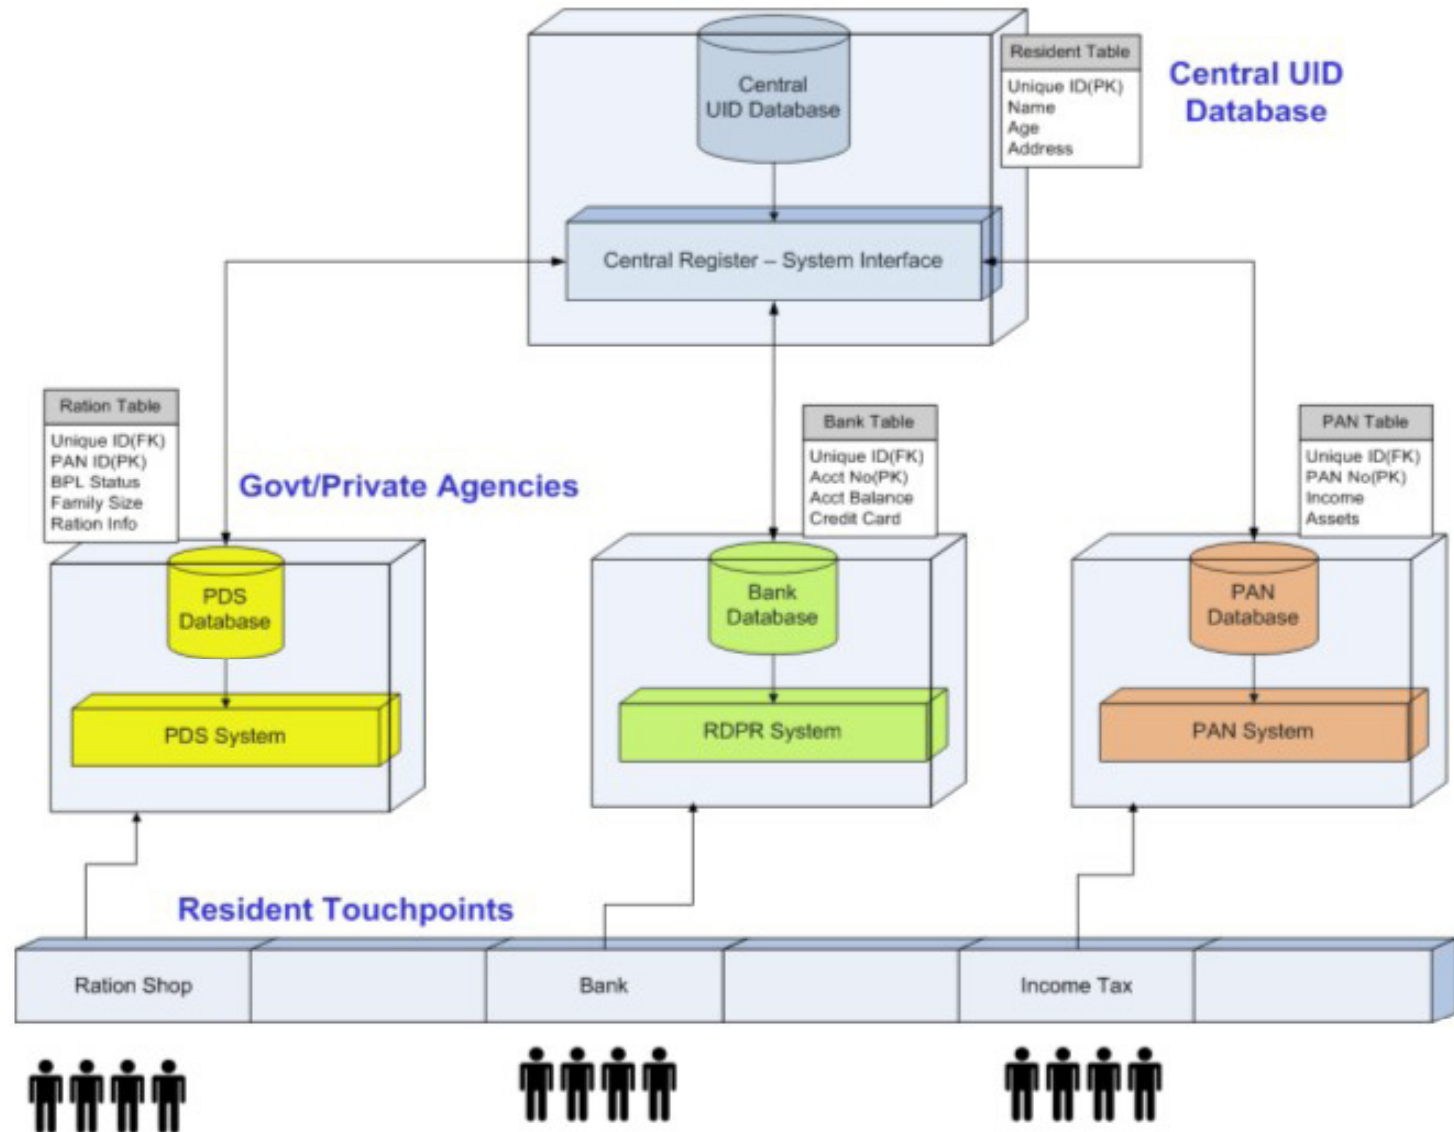 Central
UID Database
Resident Table
Unique ID(PK)
Name
Age
Address
Central UID
Database
Central Register – System Interface
Ration Table
Unique ID(FK)
PAN ID(PK)
BPL Status
Family Size
Ration Info
Govt/Private Agencies
Bank Table
Unique ID(FK)
Acct No(PK)
Acct Balance
Credit Card
PAN Table
Unique ID(FK)
PAN No(PK)
Income
Assets
PDS
Database
Bank
Database
PAN
Database
PDS System
RDPR System
PAN System
Resident Touchpoints
Ration Shop
Bank
Income Tax